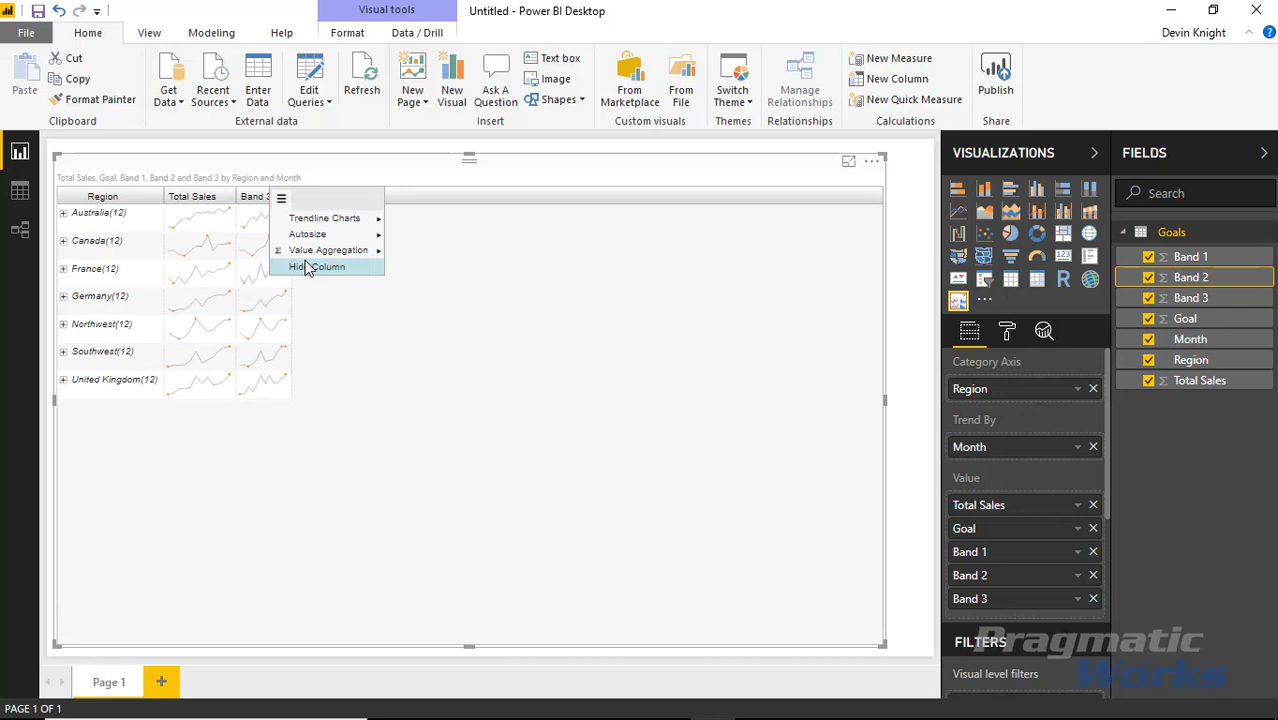 Visual tools
Untitled - Power BI Desktop
File
Home
View
Modeling
Help
Format
Data / Drill
Devin Knight
Paste
Cut
Copy
Format Painter
Clipboard
Get Data
Recent Sources
Enter Data
Edit Queries
Refresh
External data
New Page
New Visual
Ask A Question
Text box
Image
Shapes
Insert
From Marketplace
From File
Custom visuals
Switch Theme
Themes
Manage Relationships
Relationships
New Measure
New Column
New Quick Measure
Calculations
Publish
Share
Total Sales, Goal, Band 1, Band 2 and Band 3 by Region and Month
Region Total Sales Band
Australia(12)
Canada(12)
France(12)
Germany(12)
Northwest(12)
Southwest(12)
United Kingdom(12)
Trendline Charts
Autosize
Σ Value Aggregation
Hide Column
VISUALIZATIONS
R
Category Axis
Region
Trend By
Month
Value
Total Sales
Goal
Band 1
Band 2
Band 3
FILTERS
Visual level filters
FIELDS
Search
Goals
Σ Band 1
Σ Band 2
Σ Band 3
Σ Goal
Month
Region
Σ Total Sales
Pragmatic
Works
Page 1
PAGE 1 OF 1